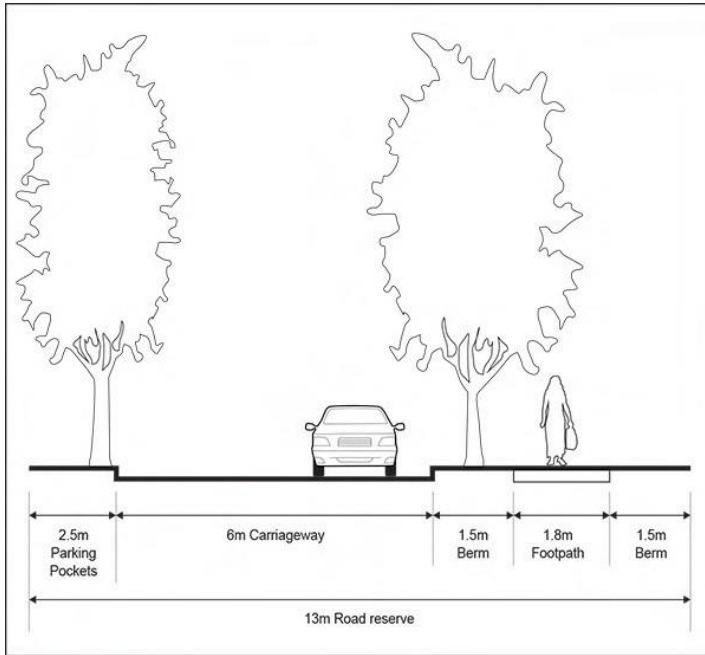 2.5m
Parking
Pockets
6m Carriageway
1.5m
Berm
1.8m
Footpath
1.5m
Berm
13m Road reserve